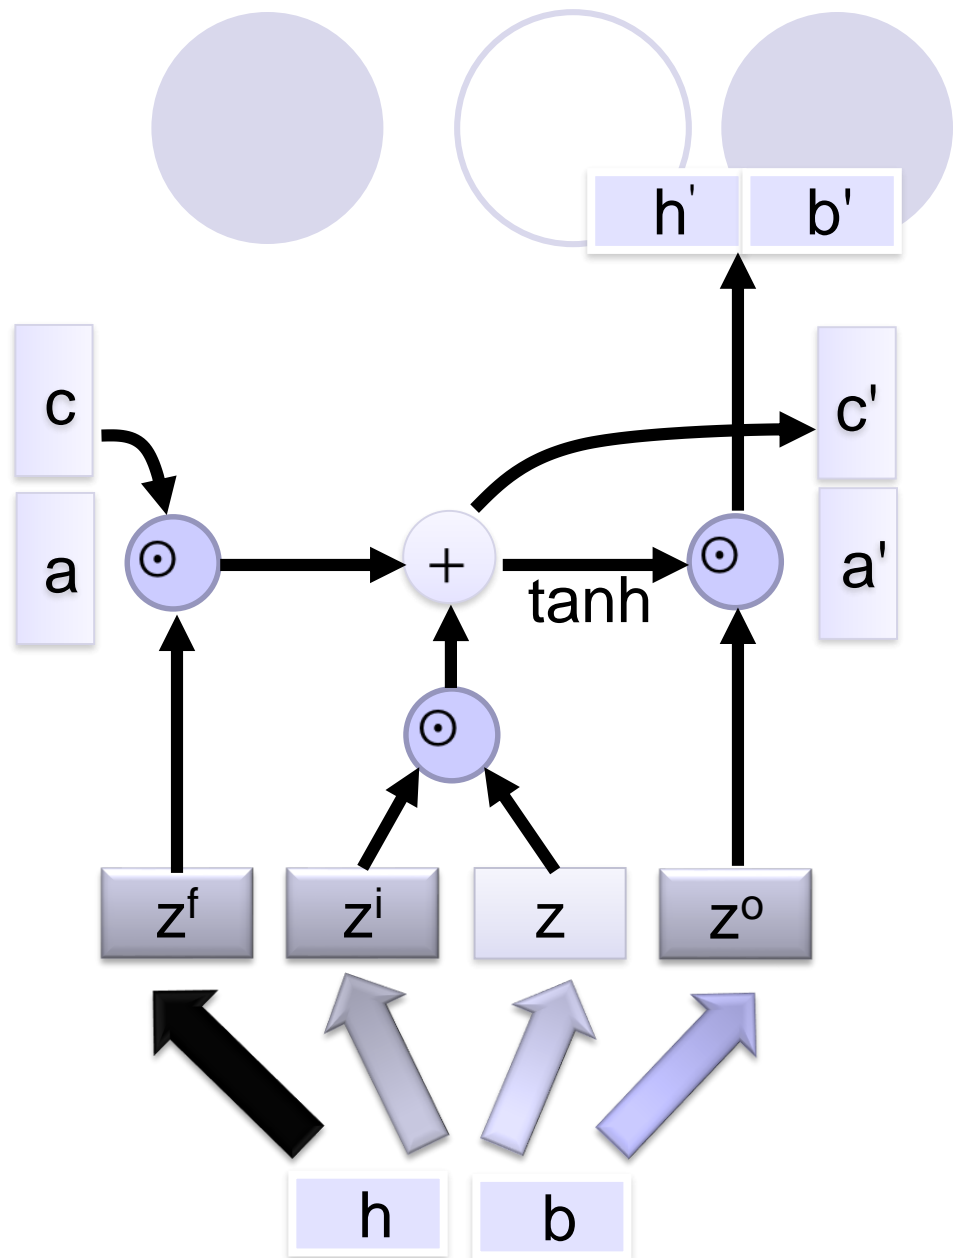 h' b'
c c'
a ⊙ + ⊙ a'
tanh
⊙
zᶠ zⁱ z zᵒ
h b